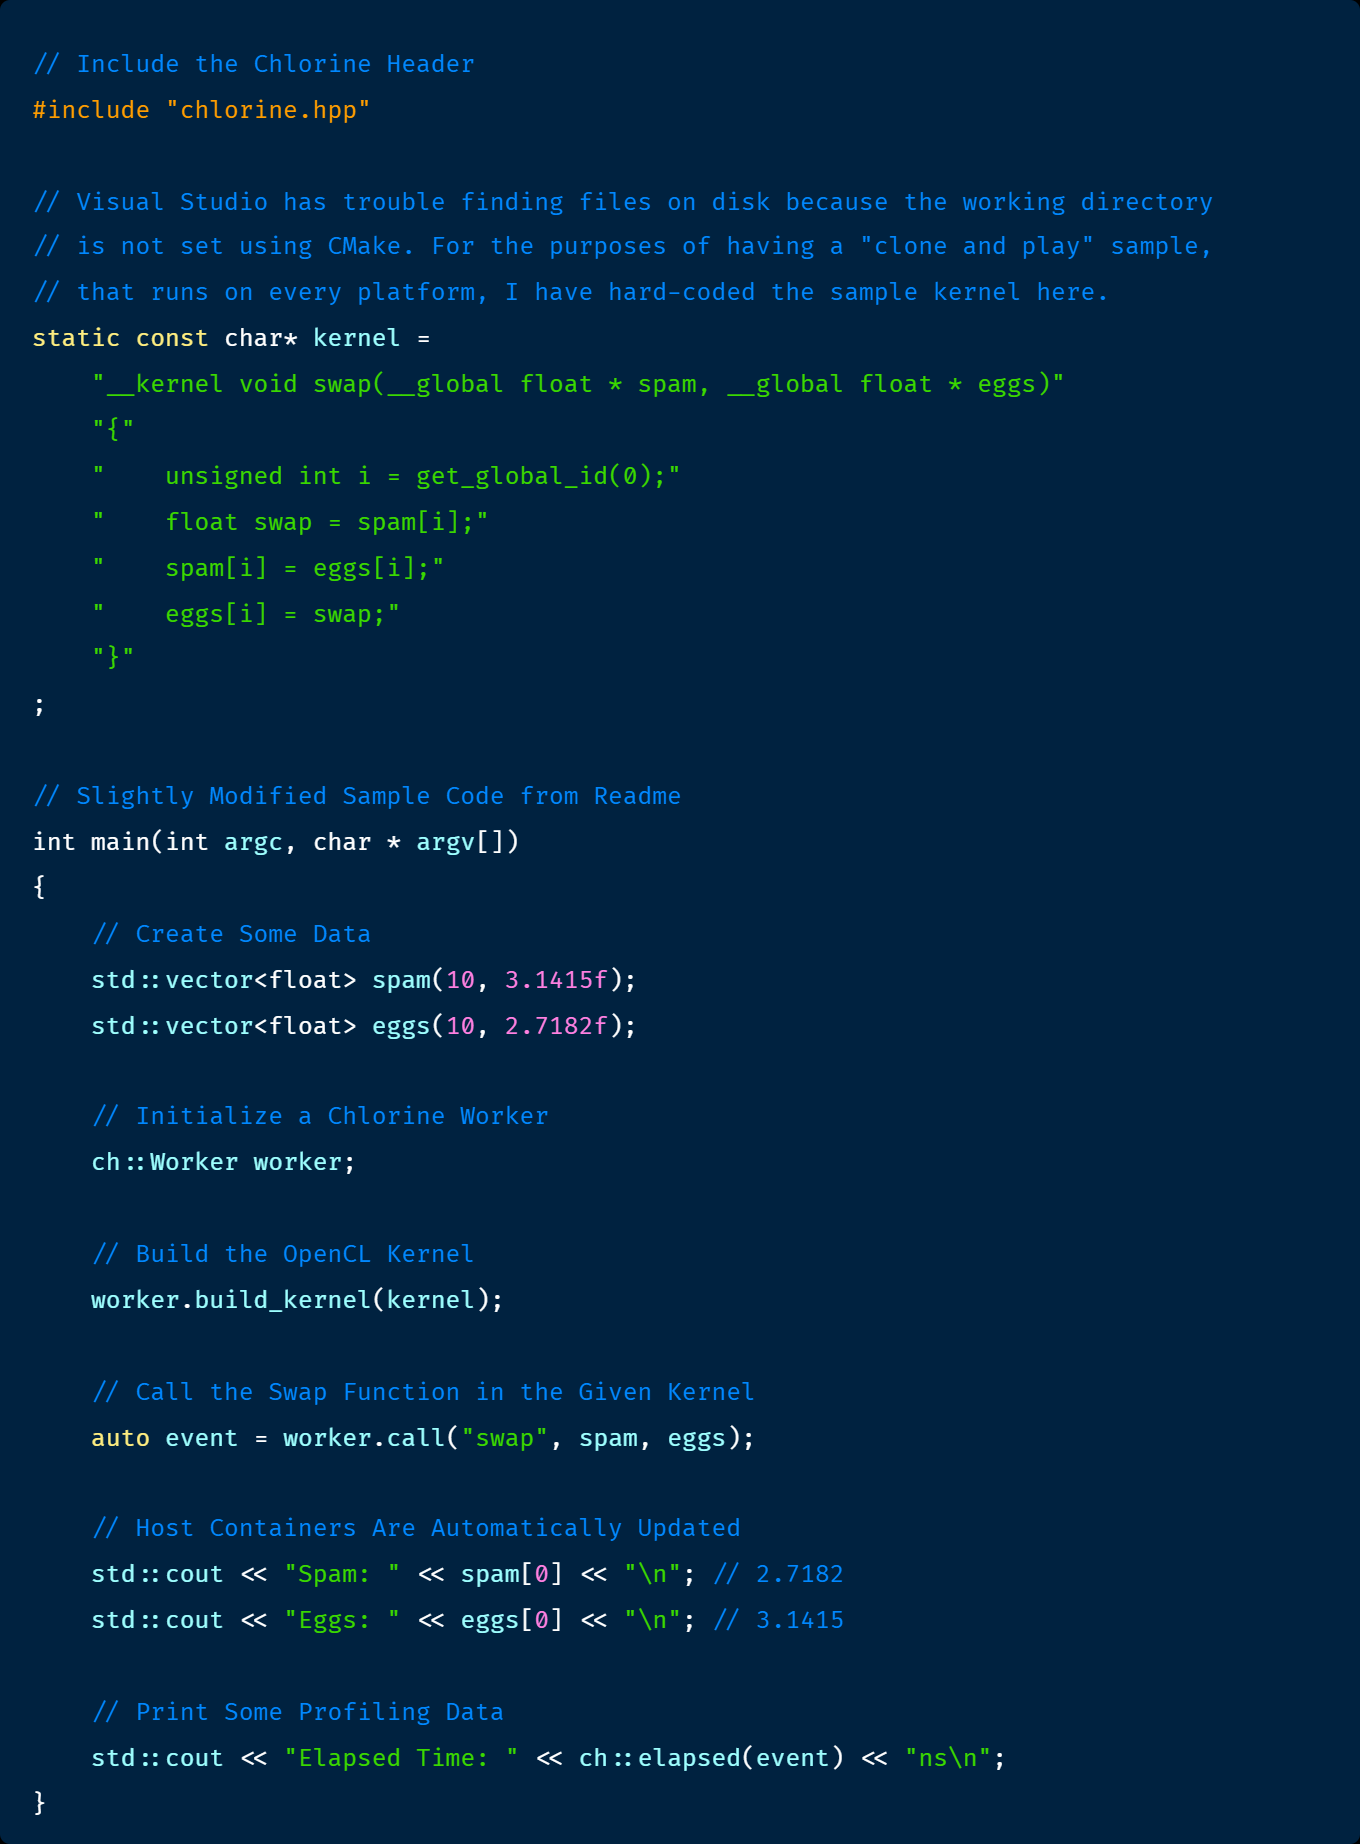 // Include the Chlorine Header
#include "chlorine.hpp"

// Visual Studio has trouble finding files on disk because the working directory
// is not set using CMake. For the purposes of having a "clone and play" sample,
// that runs on every platform, I have hard-coded the sample kernel here.
static const char* kernel =
    "__kernel void swap(__global float * spam, __global float * eggs)"
    "{"
    "    unsigned int i = get_global_id(0);"
    "    float swap = spam[i];"
    "    spam[i] = eggs[i];"
    "    eggs[i] = swap;"
    "}"
;

// Slightly Modified Sample Code from Readme
int main(int argc, char * argv[])
{
    // Create Some Data
    std::vector<float> spam(10, 3.1415f);
    std::vector<float> eggs(10, 2.7182f);

    // Initialize a Chlorine Worker
    ch::Worker worker;

    // Build the OpenCL Kernel
    worker.build_kernel(kernel);

    // Call the Swap Function in the Given Kernel
    auto event = worker.call("swap", spam, eggs);

    // Host Containers Are Automatically Updated
    std::cout << "Spam: " << spam[0] << "\n"; // 2.7182
    std::cout << "Eggs: " << eggs[0] << "\n"; // 3.1415

    // Print Some Profiling Data
    std::cout << "Elapsed Time: " << ch::elapsed(event) << "ns\n";
}